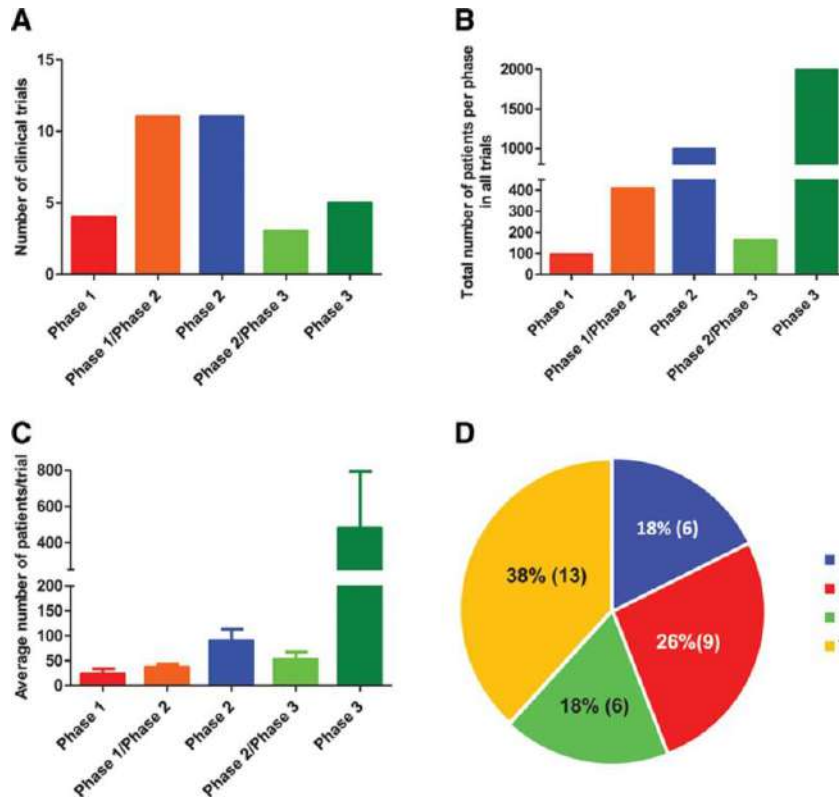 A
Number of clinical trials
15
10
5
0
Phase 1
Phase 1/Phase 2
Phase 2
Phase 2/Phase 3
Phase 3
B
Total number of patients per phase
in all trials
2000
1500
1000
400
300
200
100
0
Phase 1
Phase 1/Phase 2
Phase 2
Phase 2/Phase 3
Phase 3
C
Average number of patients/trial
800
600
400
200
150
100
50
0
Phase 1
Phase 1/Phase 2
Phase 2
Phase 2/Phase 3
Phase 3
D
18% (6)
38% (13)
26%(9)
18% (6)